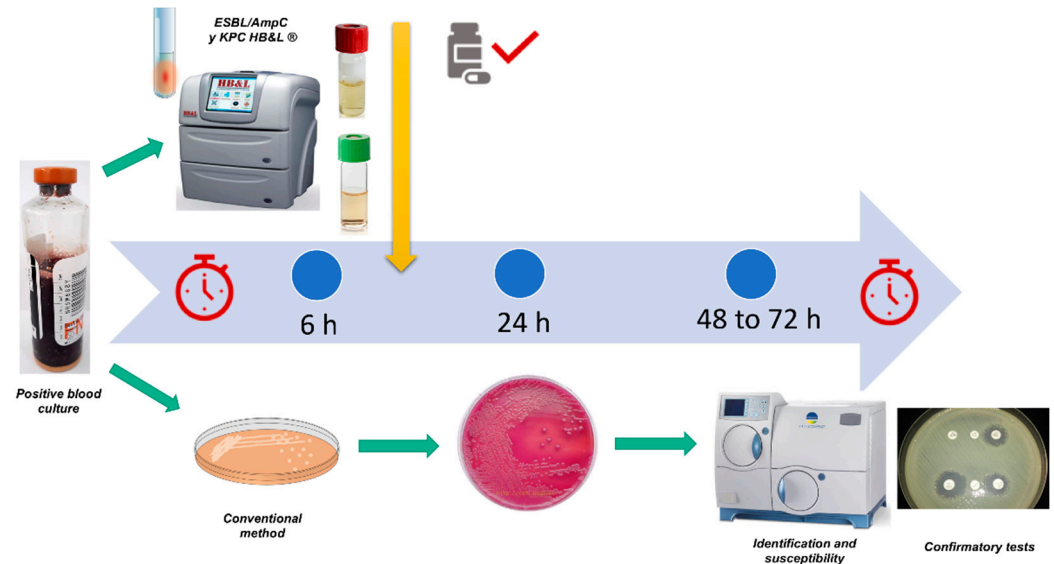 ESBL/AmpC
y KPC HB&L ®
HB&L
6 h
24 h
48 to 72 h
Positive blood
culture
Conventional
method
Identification and
susceptibility
Confirmatory tests